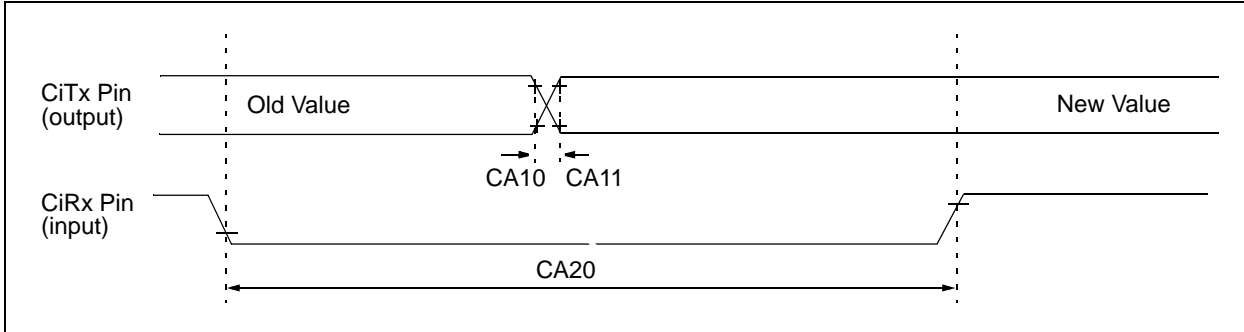 CiTx Pin
(output)
Old Value
New Value
CA10 CA11
CiRx Pin
(input)
CA20